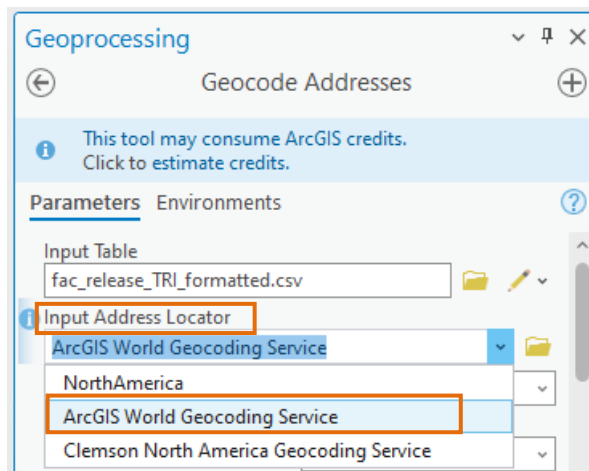 Geoprocessing
Geocode Addresses
This tool may consume ArcGIS credits.
Click to estimate credits.
Parameters Environments
Input Table
fac_release_TRI_formatted.csv
Input Address Locator
ArcGIS World Geocoding Service
NorthAmerica
ArcGIS World Geocoding Service
Clemson North America Geocoding Service